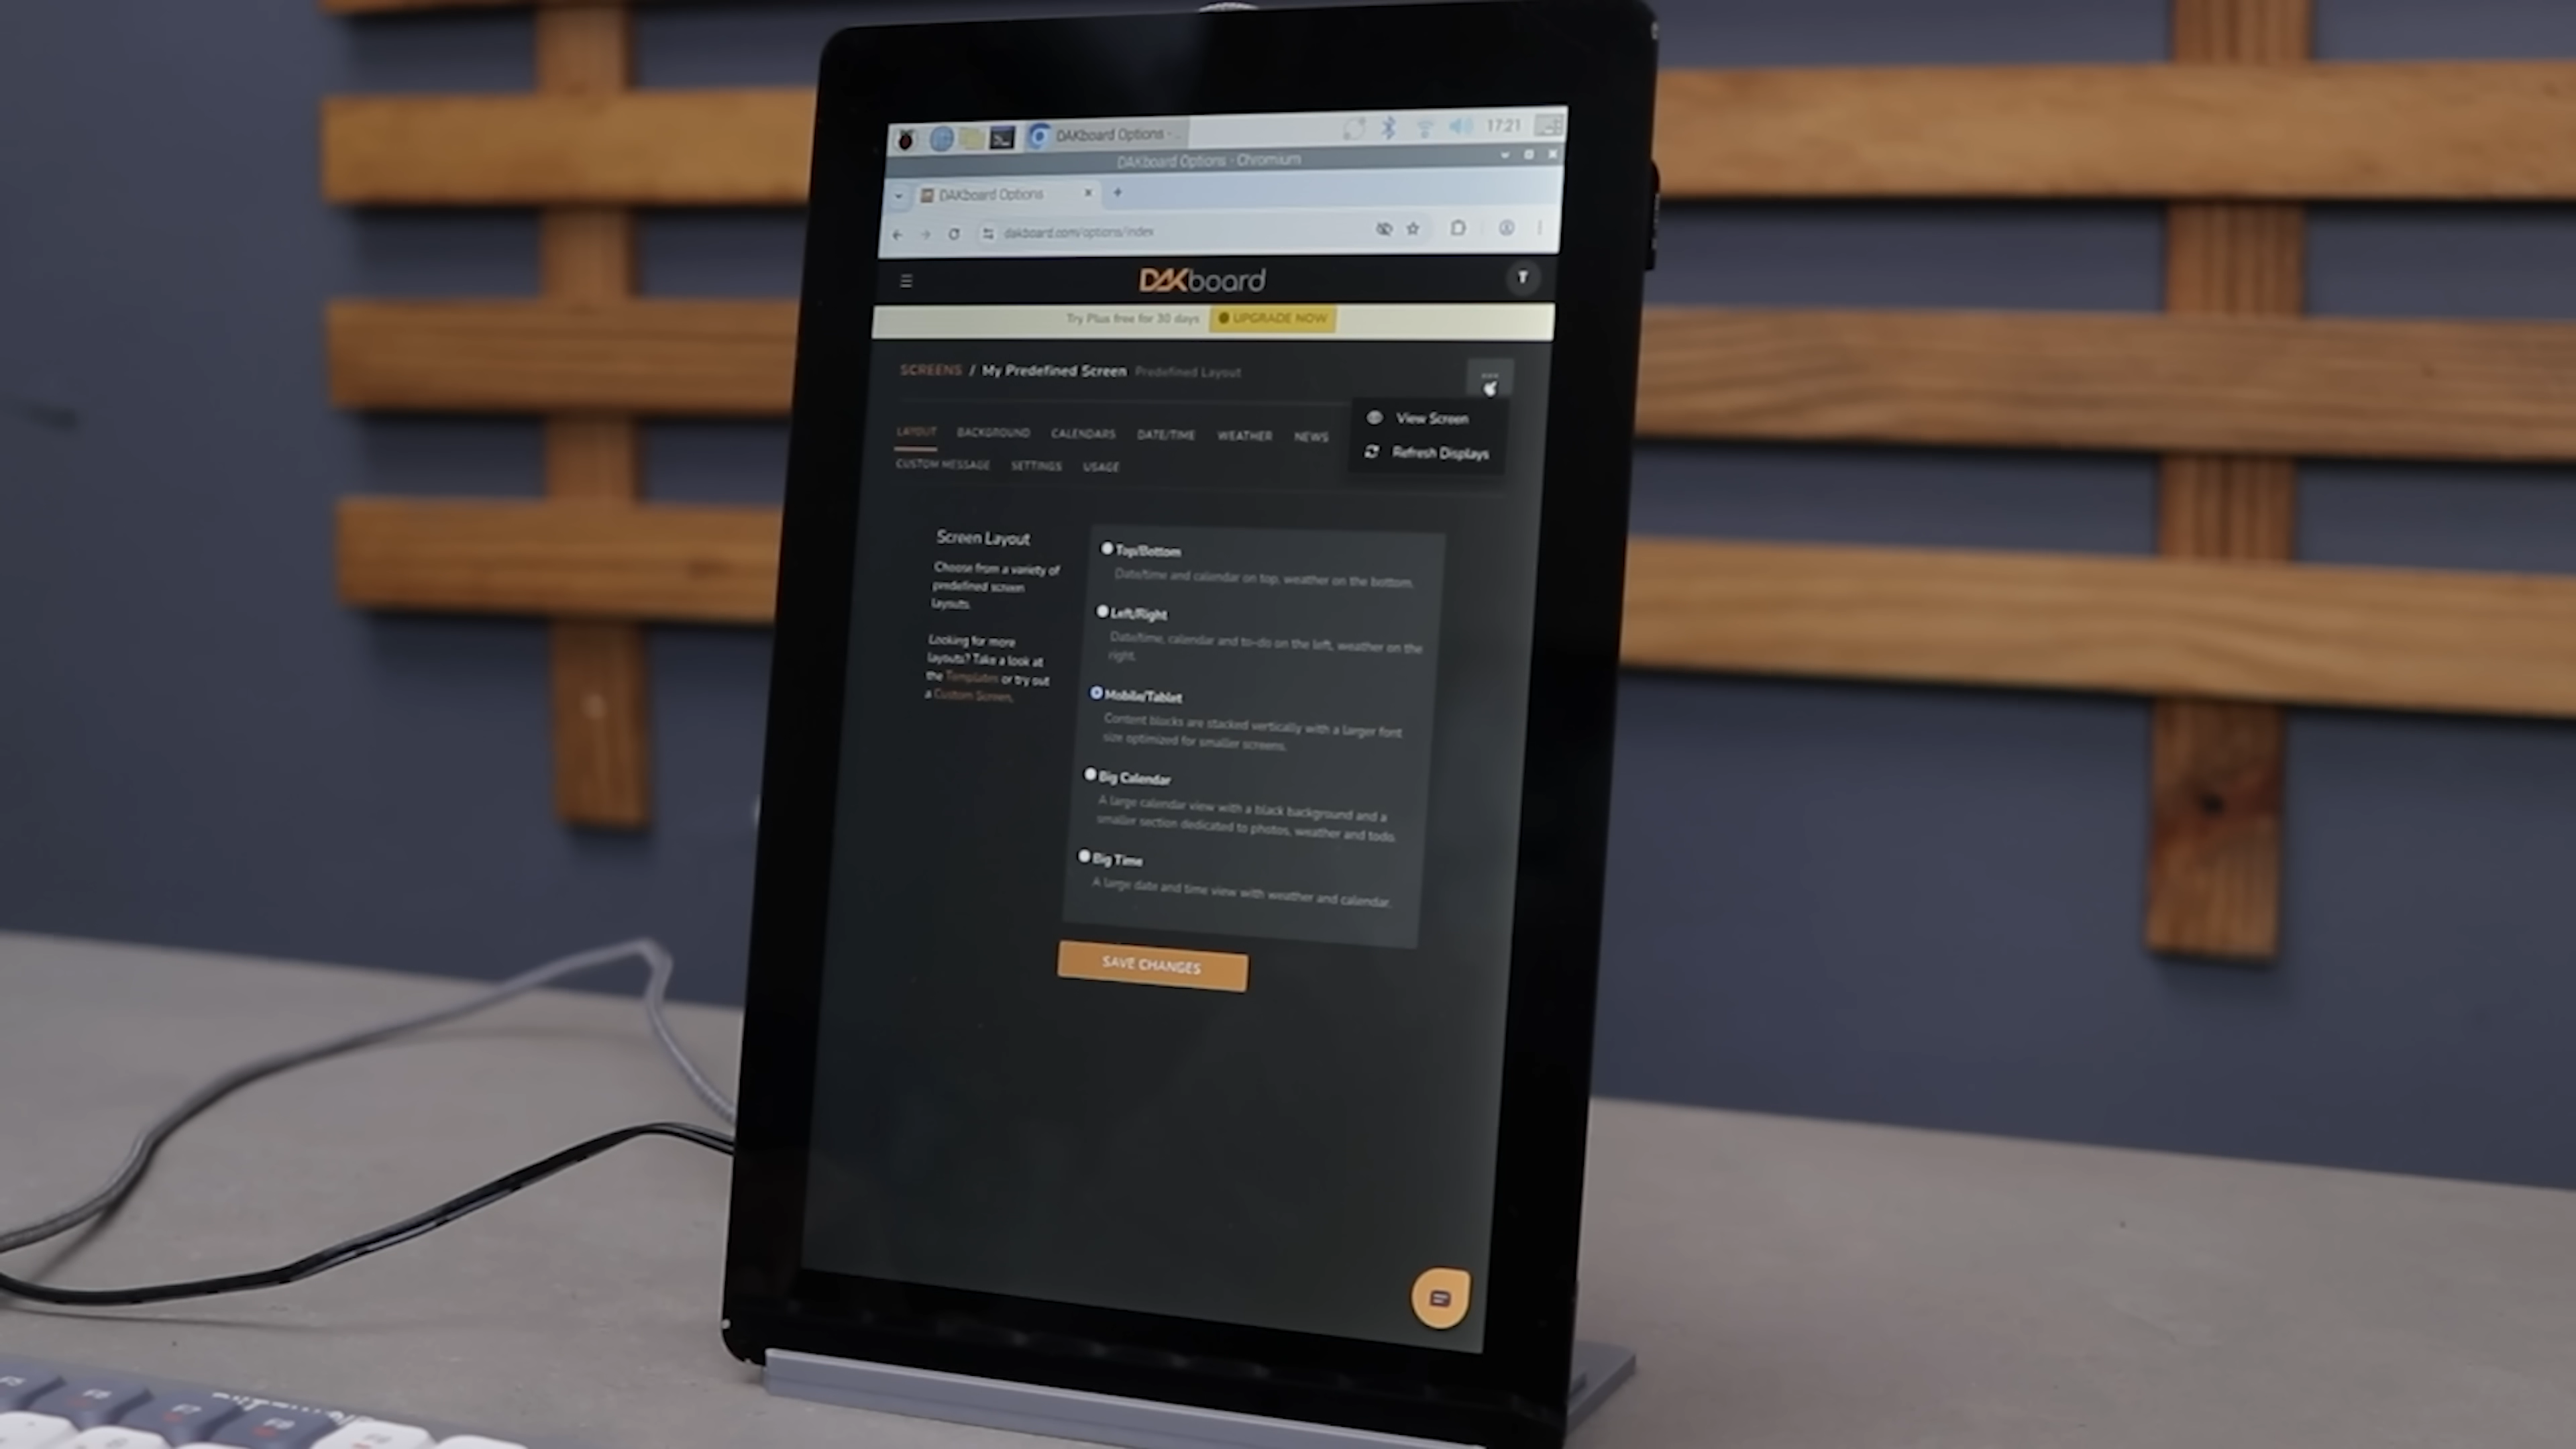 DAKboard Options - ...
17:21
DAKboard Options - Chromium
DAKboard Options
dakboard.com/options/index
DAKboard
T
Try Plus free for 30 days
UPGRADE NOW
SCREENS / My Predefined Screen Predefined Layout
View Screen
Refresh Displays
LAYOUT BACKGROUND CALENDARS DATE/TIME WEATHER NEWS
CUSTOM MESSAGE SETTINGS USAGE
Screen Layout
Choose from a variety of
predefined screen
layouts.
Looking for more
layouts? Take a look at
the Templates or try out
a Custom Screen.
Top/Bottom
Date/time and calendar on top, weather on the bottom.
Left/Right
Date/time, calendar and to-do on the left, weather on the
right.
Mobile/Tablet
Content blocks are stacked vertically with a larger font
size optimized for smaller screens.
Big Calendar
A large calendar view with a black background and a
smaller section dedicated to photos, weather and todo.
Big Time
A large date and time view with weather and calendar.
SAVE CHANGES
F5
F6
F7
F8